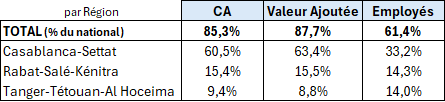 par Région CA Valeur Ajoutée Employés
TOTAL (% du national) 85,3% 87,7% 61,4%
Casablanca-Settat 60,5% 63,4% 33,2%
Rabat-Salé-Kénitra 15,4% 15,5% 14,3%
Tanger-Tétouan-Al Hoceima 9,4% 8,8% 14,0%